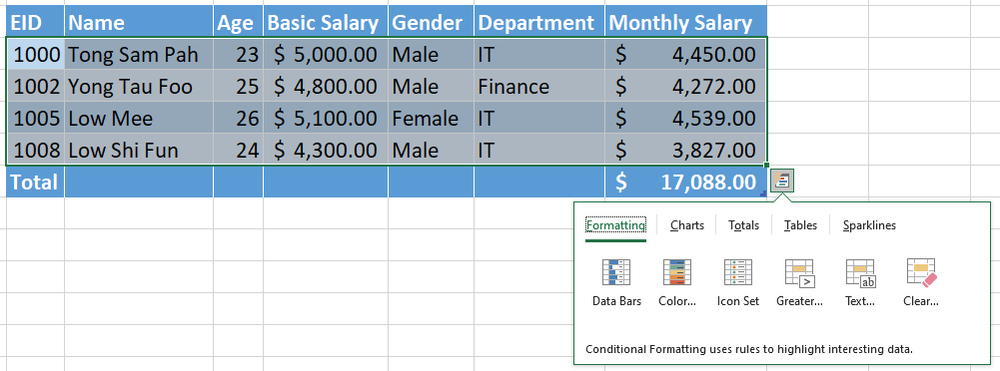 EID Name Age Basic Salary Gender Department Monthly Salary
1000 Tong Sam Pah 23 $ 5,000.00 Male IT $ 4,450.00
1002 Yong Tau Foo 25 $ 4,800.00 Male Finance $ 4,272.00
1005 Low Mee 26 $ 5,100.00 Female IT $ 4,539.00
1008 Low Shi Fun 24 $ 4,300.00 Male IT $ 3,827.00
Total $ 17,088.00
Formatting Charts Totals Tables Sparklines
Data Bars Color... Icon Set Greater... Text... Clear...
Conditional Formatting uses rules to highlight interesting data.